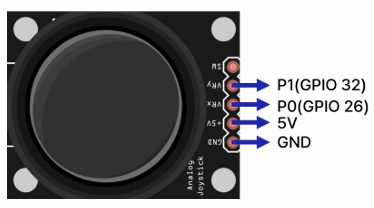 SW
VRy
P1(GPIO 32)
VRx
P0(GPIO 26)
+5V
5V
GND
GND
Analog
Joystick